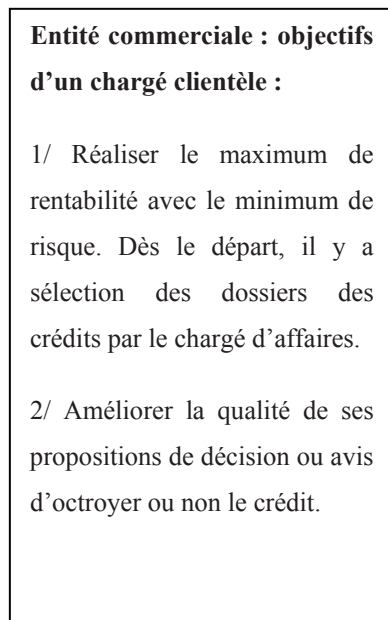 Entité commerciale : objectifs
d’un chargé clientèle :
1/ Réaliser le maximum de
rentabilité avec le minimum de
risque. Dès le départ, il y a
sélection des dossiers des
crédits par le chargé d’affaires.
2/ Améliorer la qualité de ses
propositions de décision ou avis
d’octroyer ou non le crédit.